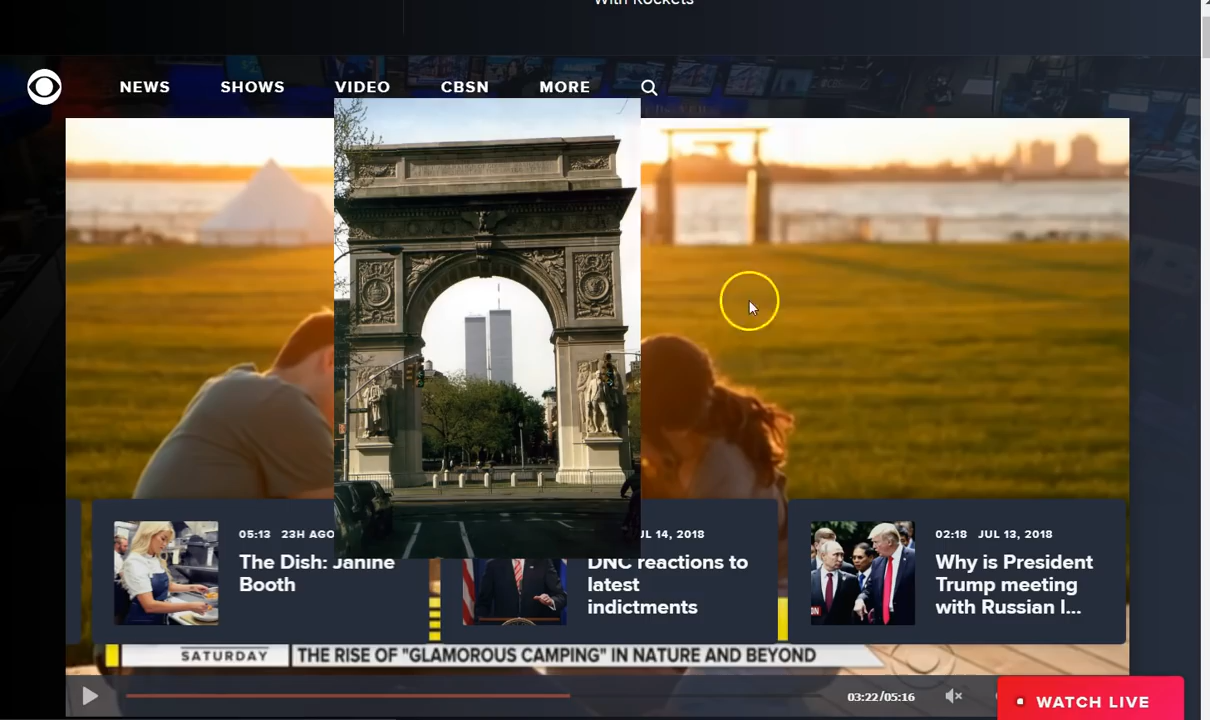 With Rockets
NEWS SHOWS VIDEO CBSN MORE
05:13 23H AGO
The Dish: Janine
Booth
14, 2018
DNC reactions to
latest
indictments
02:18 JUL 13, 2018
Why is President
Trump meeting
with Russian l...
SATURDAY THE RISE OF "GLAMOROUS CAMPING" IN NATURE AND BEYOND
03:22/05:16
WATCH LIVE